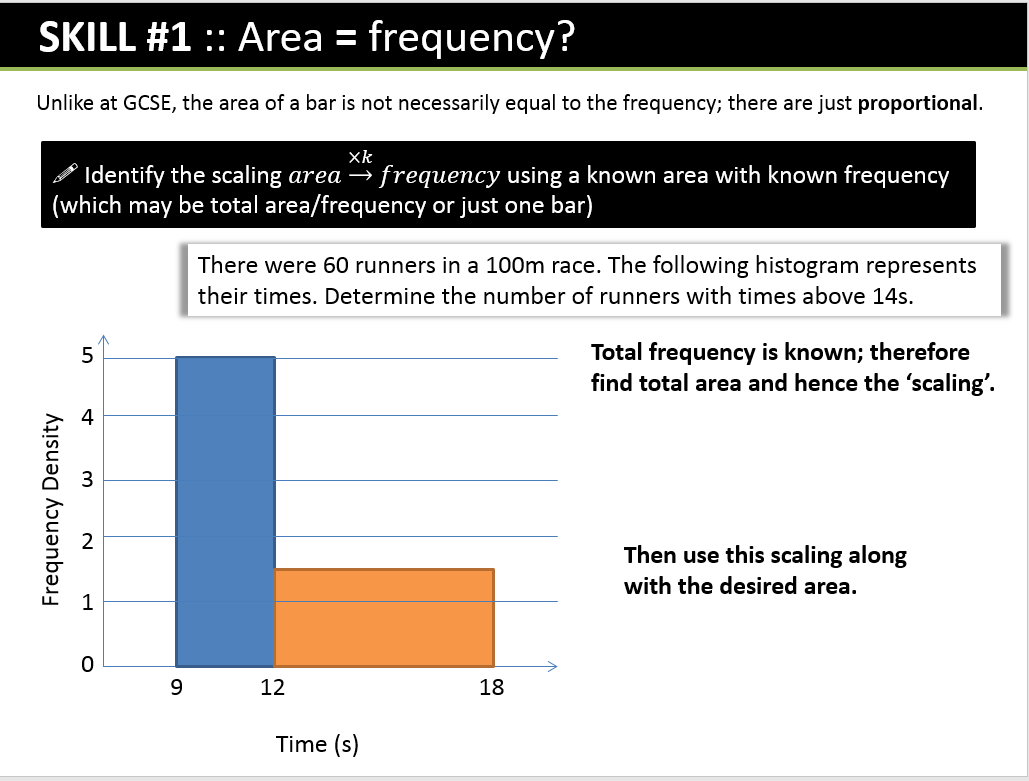 SKILL #1 :: Area = frequency?
Unlike at GCSE, the area of a bar is not necessarily equal to the frequency; there are just proportional.
×k
Identify the scaling area → frequency using a known area with known frequency
(which may be total area/frequency or just one bar)
There were 60 runners in a 100m race. The following histogram represents
their times. Determine the number of runners with times above 14s.
Total frequency is known; therefore
find total area and hence the ‘scaling’.
Then use this scaling along
with the desired area.
Frequency Density
5
4
3
2
1
0
9 12 18
Time (s)